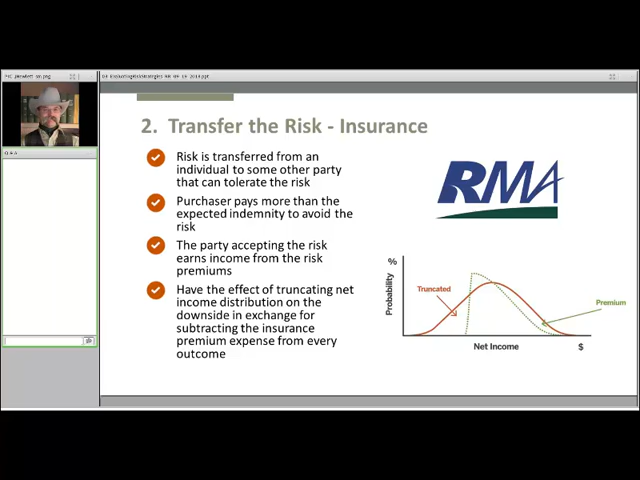 2. Transfer the Risk - Insurance
Risk is transferred from an
individual to some other party
that can tolerate the risk
Purchaser pays more than the
expected indemnity to avoid the
risk
The party accepting the risk
earns income from the risk
premiums
Have the effect of truncating net
income distribution on the
downside in exchange for
subtracting the insurance
premium expense from every
outcome
RMA
%
Probability
Truncated
Premium
Net Income
$
Q & A